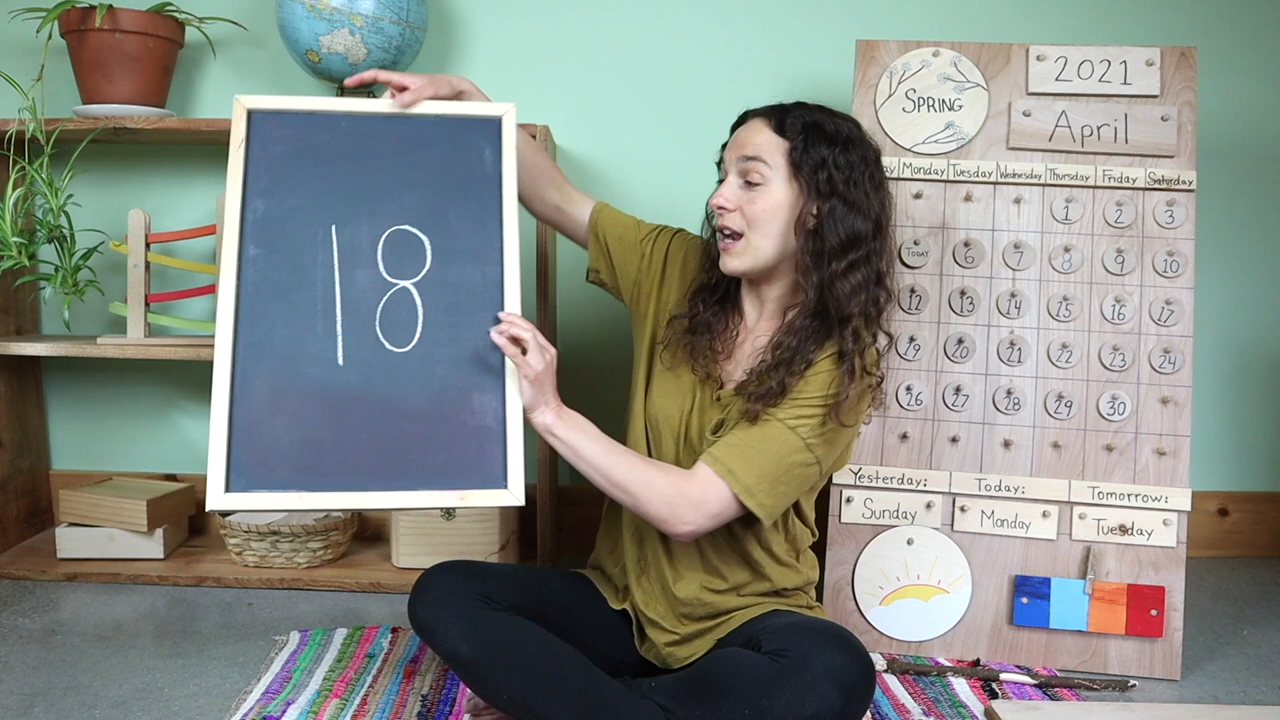 18
SPRING
2021
April
Monday Tuesday Wednesday Thursday Friday Saturday
1 2 3
TODAY 6 7 8 9 10
12 13 14 15 16 17
19 20 21 22 23 24
26 27 28 29 30
Yesterday: Today: Tomorrow:
Sunday Monday Tuesday